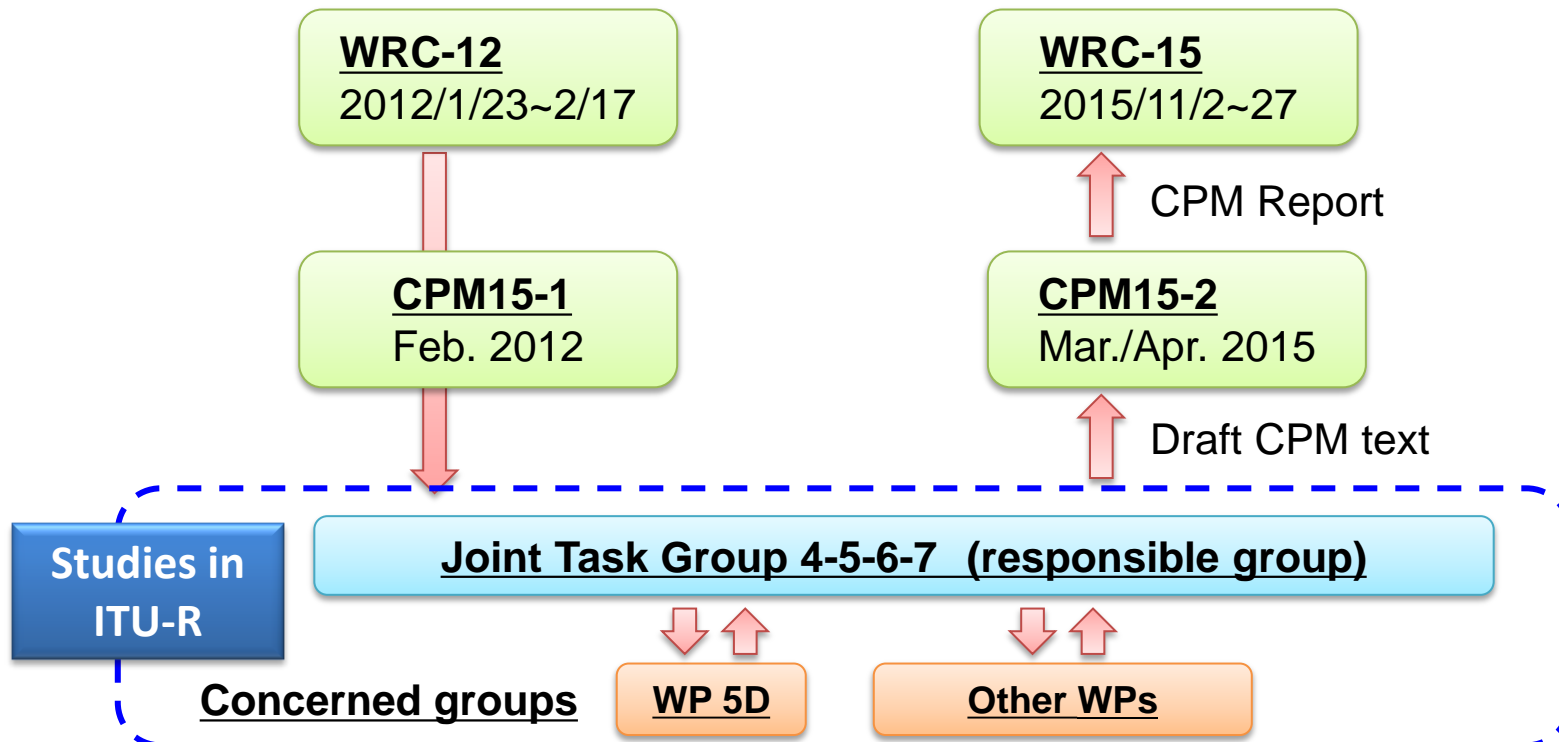 WRC-12
2012/1/23~2/17
WRC-15
2015/11/2~27
CPM Report
CPM15-1
Feb. 2012
CPM15-2
Mar./Apr. 2015
Draft CPM text
Studies in
ITU-R
Joint Task Group 4-5-6-7 (responsible group)
Concerned groups
WP 5D
Other WPs